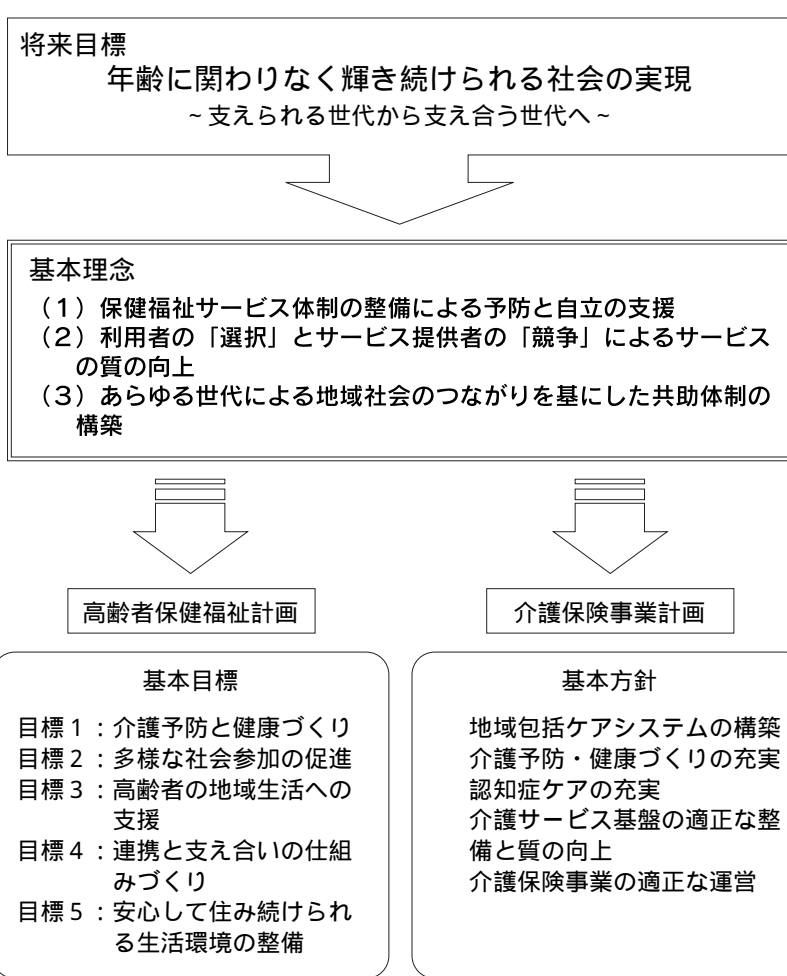 将来目標
年齢に関わりなく輝き続けられる社会の実現
~支えられる世代から支え合う世代へ~
基本理念
(1)保健福祉サービス体制の整備による予防と自立の支援
(2)利用者の「選択」とサービス提供者の「競争」によるサービス
の質の向上
(3)あらゆる世代による地域社会のつながりを基にした共助体制の
構築
高齢者保健福祉計画
基本目標
目標1:介護予防と健康づくり
目標2:多様な社会参加の促進
目標3:高齢者の地域生活への
支援
目標4:連携と支え合いの仕組
みづくり
目標5:安心して住み続けられ
る生活環境の整備
介護保険事業計画
基本方針
地域包括ケアシステムの構築
介護予防・健康づくりの充実
認知症ケアの充実
介護サービス基盤の適正な整
備と質の向上
介護保険事業の適正な運営